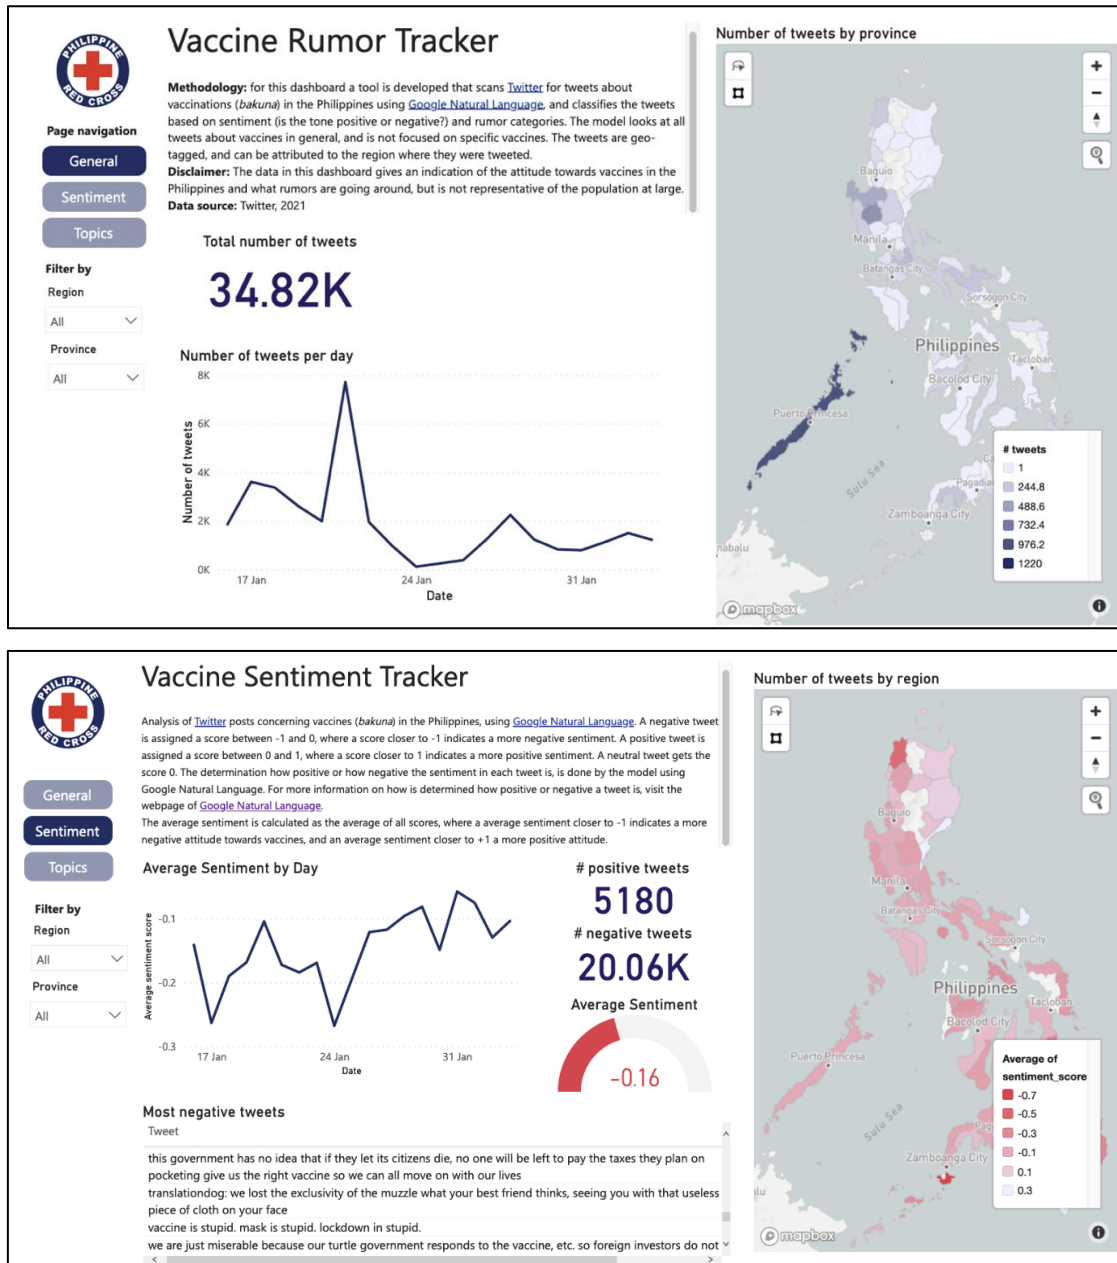 PHILIPPINE
RED CROSS
Page navigation
General
Sentiment
Topics
Filter by
Region
All
Province
All
Vaccine Rumor Tracker
Methodology: for this dashboard a tool is developed that scans Twitter for tweets about
vaccinations (bakuna) in the Philippines using Google Natural Language, and classifies the tweets
based on sentiment (is the tone positive or negative?) and rumor categories. The model looks at all
tweets about vaccines in general, and is not focused on specific vaccines. The tweets are geo-
tagged, and can be attributed to the region where they were tweeted.
Disclaimer: The data in this dashboard gives an indication of the attitude towards vaccines in the
Philippines and what rumors are going around, but is not representative of the population at large.
Data source: Twitter, 2021
Total number of tweets
34.82K
Number of tweets per day
Number of tweets
8K
6K
4K
2K
0K
17 Jan
24 Jan
31 Jan
Date
Number of tweets by province
Baguio
Manila
Batangas City
Sorsogon City
Philippines
Tacloban
Bacolod City
Puerto Princesa
Sulu Sea
Pagadian
Zamboanga City
nabalu
# tweets
1
244.8
488.6
732.4
976.2
1220
mapbox
PHILIPPINE
RED CROSS
General
Sentiment
Topics
Filter by
Region
All
Province
All
Vaccine Sentiment Tracker
Analysis of Twitter posts concerning vaccines (bakuna) in the Philippines, using Google Natural Language. A negative tweet
is assigned a score between -1 and 0, where a score closer to -1 indicates a more negative sentiment. A positive tweet is
assigned a score between 0 and 1, where a score closer to 1 indicates a more positive sentiment. A neutral tweet gets the
score 0. The determination how positive or how negative the sentiment in each tweet is, is done by the model using
Google Natural Language. For more information on how is determined how positive or negative a tweet is, visit the
webpage of Google Natural Language.
The average sentiment is calculated as the average of all scores, where a average sentiment closer to -1 indicates a more
negative attitude towards vaccines, and an average sentiment closer to +1 a more positive attitude.
Average Sentiment by Day
Average sentiment score
-0.1
-0.2
-0.3
17 Jan
24 Jan
31 Jan
Date
# positive tweets
5180
# negative tweets
20.06K
Average Sentiment
-0.16
Most negative tweets
Tweet
this government has no idea that if they let its citizens die, no one will be left to pay the taxes they plan on
pocketing give us the right vaccine so we can all move on with our lives
translationdog: we lost the exclusivity of the muzzle what your best friend thinks, seeing you with that useless
piece of cloth on your face
vaccine is stupid. mask is stupid. lockdown in stupid.
we are just miserable because our turtle government responds to the vaccine, etc. so foreign investors do not
Number of tweets by region
Baguio
Manila
Batangas City
Sorsogon City
Philippines
Tacloban
Bacolod City
Puerto Princesa
Sulu Sea
Pag
Zamboanga City
alu
Average of
sentiment_score
-0.7
-0.5
-0.3
-0.1
0.1
0.3
mapbox